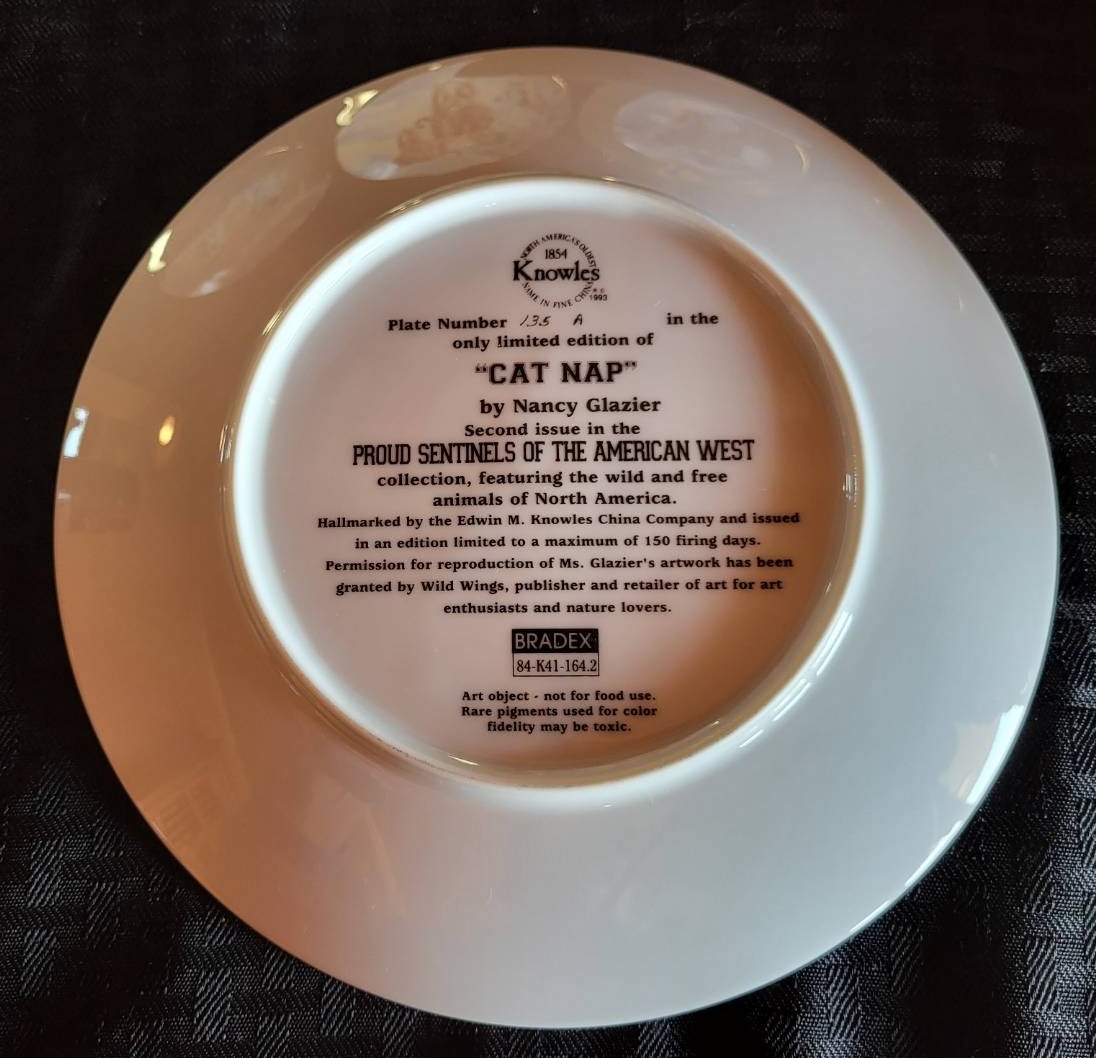 NORTH AMERICA'S OLDEST
1854
Knowles
NAME IN FINE CHINA
® ©
1993
Plate Number 135 A in the
only limited edition of
“CAT NAP”
by Nancy Glazier
Second issue in the
PROUD SENTINELS OF THE AMERICAN WEST
collection, featuring the wild and free
animals of North America.
Hallmarked by the Edwin M. Knowles China Company and issued
in an edition limited to a maximum of 150 firing days.
Permission for reproduction of Ms. Glazier's artwork has been
granted by Wild Wings, publisher and retailer of art for art
enthusiasts and nature lovers.
BRADEX
84-K41-164.2
Art object - not for food use.
Rare pigments used for color
fidelity may be toxic.